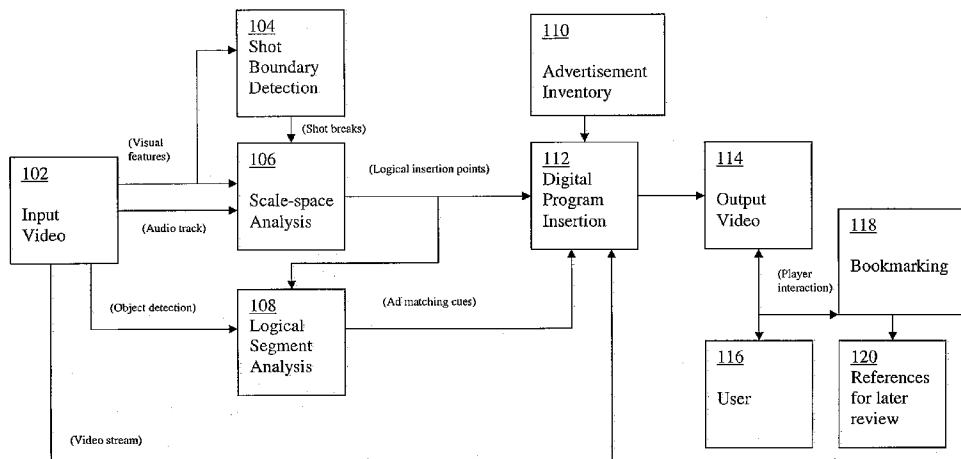 104
Shot
Boundary
Detection
110
Advertisement
Inventory
(Shot breaks)
(Visual
features)
102
Input
Video
106
Scale-space
Analysis
(Logical insertion points)
112
Digital
Program
Insertion
114
Output
Video
(Audio track)
118
Bookmarking
(Player
interaction)
(Object detection)
108
Logical
Segment
Analysis
(Ad matching cues)
116
User
120
References
for later
review
(Video stream)